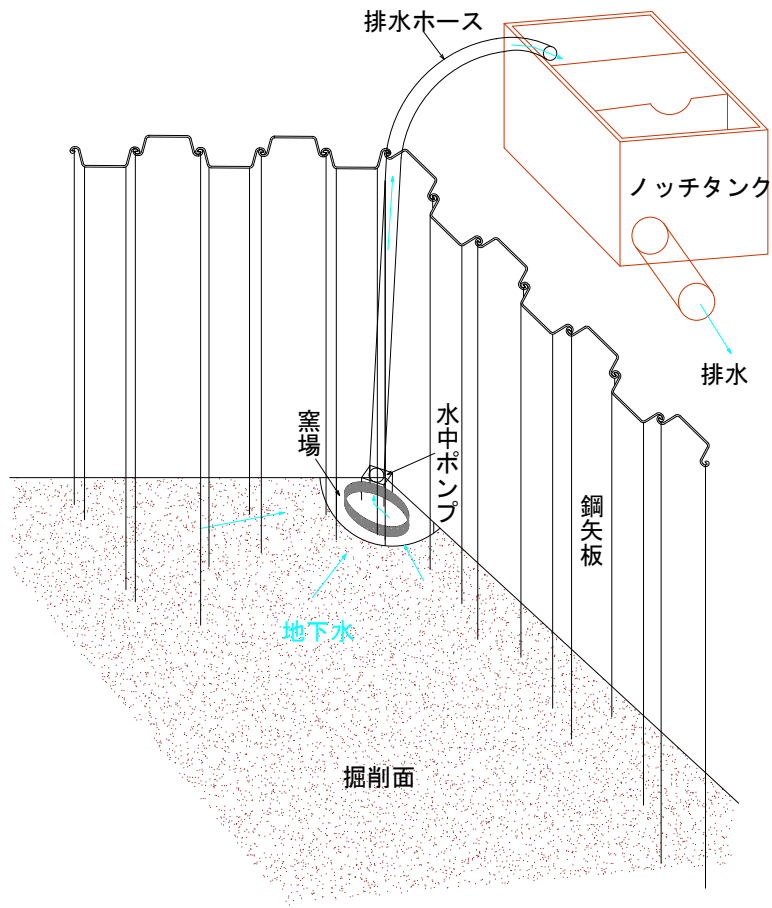 排水ホース
ノッチタンク
排水
窯場
水中ポンプ
鋼矢板
地下水
掘削面